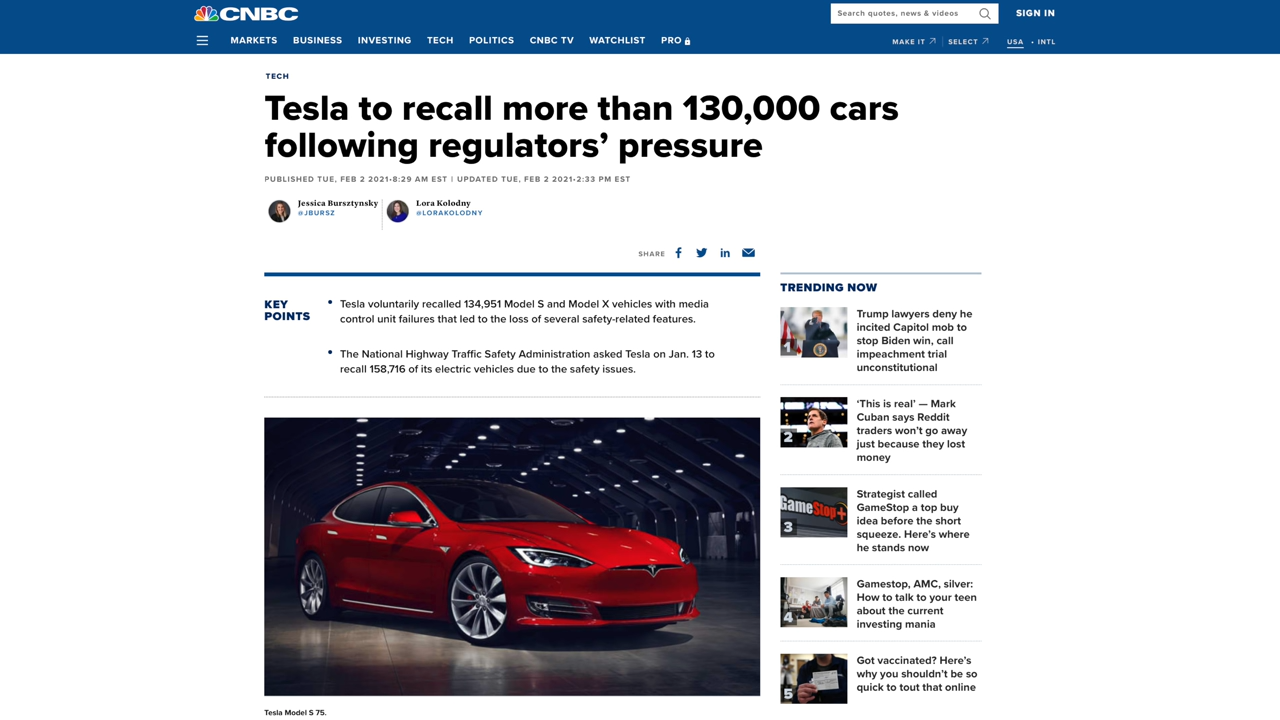 CNBC
Search quotes, news & videos
SIGN IN
MARKETS BUSINESS INVESTING TECH POLITICS CNBC TV WATCHLIST PRO
MAKE IT SELECT USA • INTL
TECH
Tesla to recall more than 130,000 cars
following regulators’ pressure
PUBLISHED TUE, FEB 2 2021•8:29 AM EST | UPDATED TUE, FEB 2 2021•2:33 PM EST
Jessica Bursztynsky
@JBURSZ
Lora Kolodny
@LORAKOLODNY
SHARE
KEY
POINTS
• Tesla voluntarily recalled 134,951 Model S and Model X vehicles with media
control unit failures that led to the loss of several safety-related features.
• The National Highway Traffic Safety Administration asked Tesla on Jan. 13 to
recall 158,716 of its electric vehicles due to the safety issues.
Tesla Model S 75.
TRENDING NOW
1
Trump lawyers deny he
incited Capitol mob to
stop Biden win, call
impeachment trial
unconstitutional
2
‘This is real’ — Mark
Cuban says Reddit
traders won’t go away
just because they lost
money
GameStop
3
Strategist called
GameStop a top buy
idea before the short
squeeze. Here’s where
he stands now
4
Gamestop, AMC, silver:
How to talk to your teen
about the current
investing mania
5
Got vaccinated? Here’s
why you shouldn’t be so
quick to tout that online